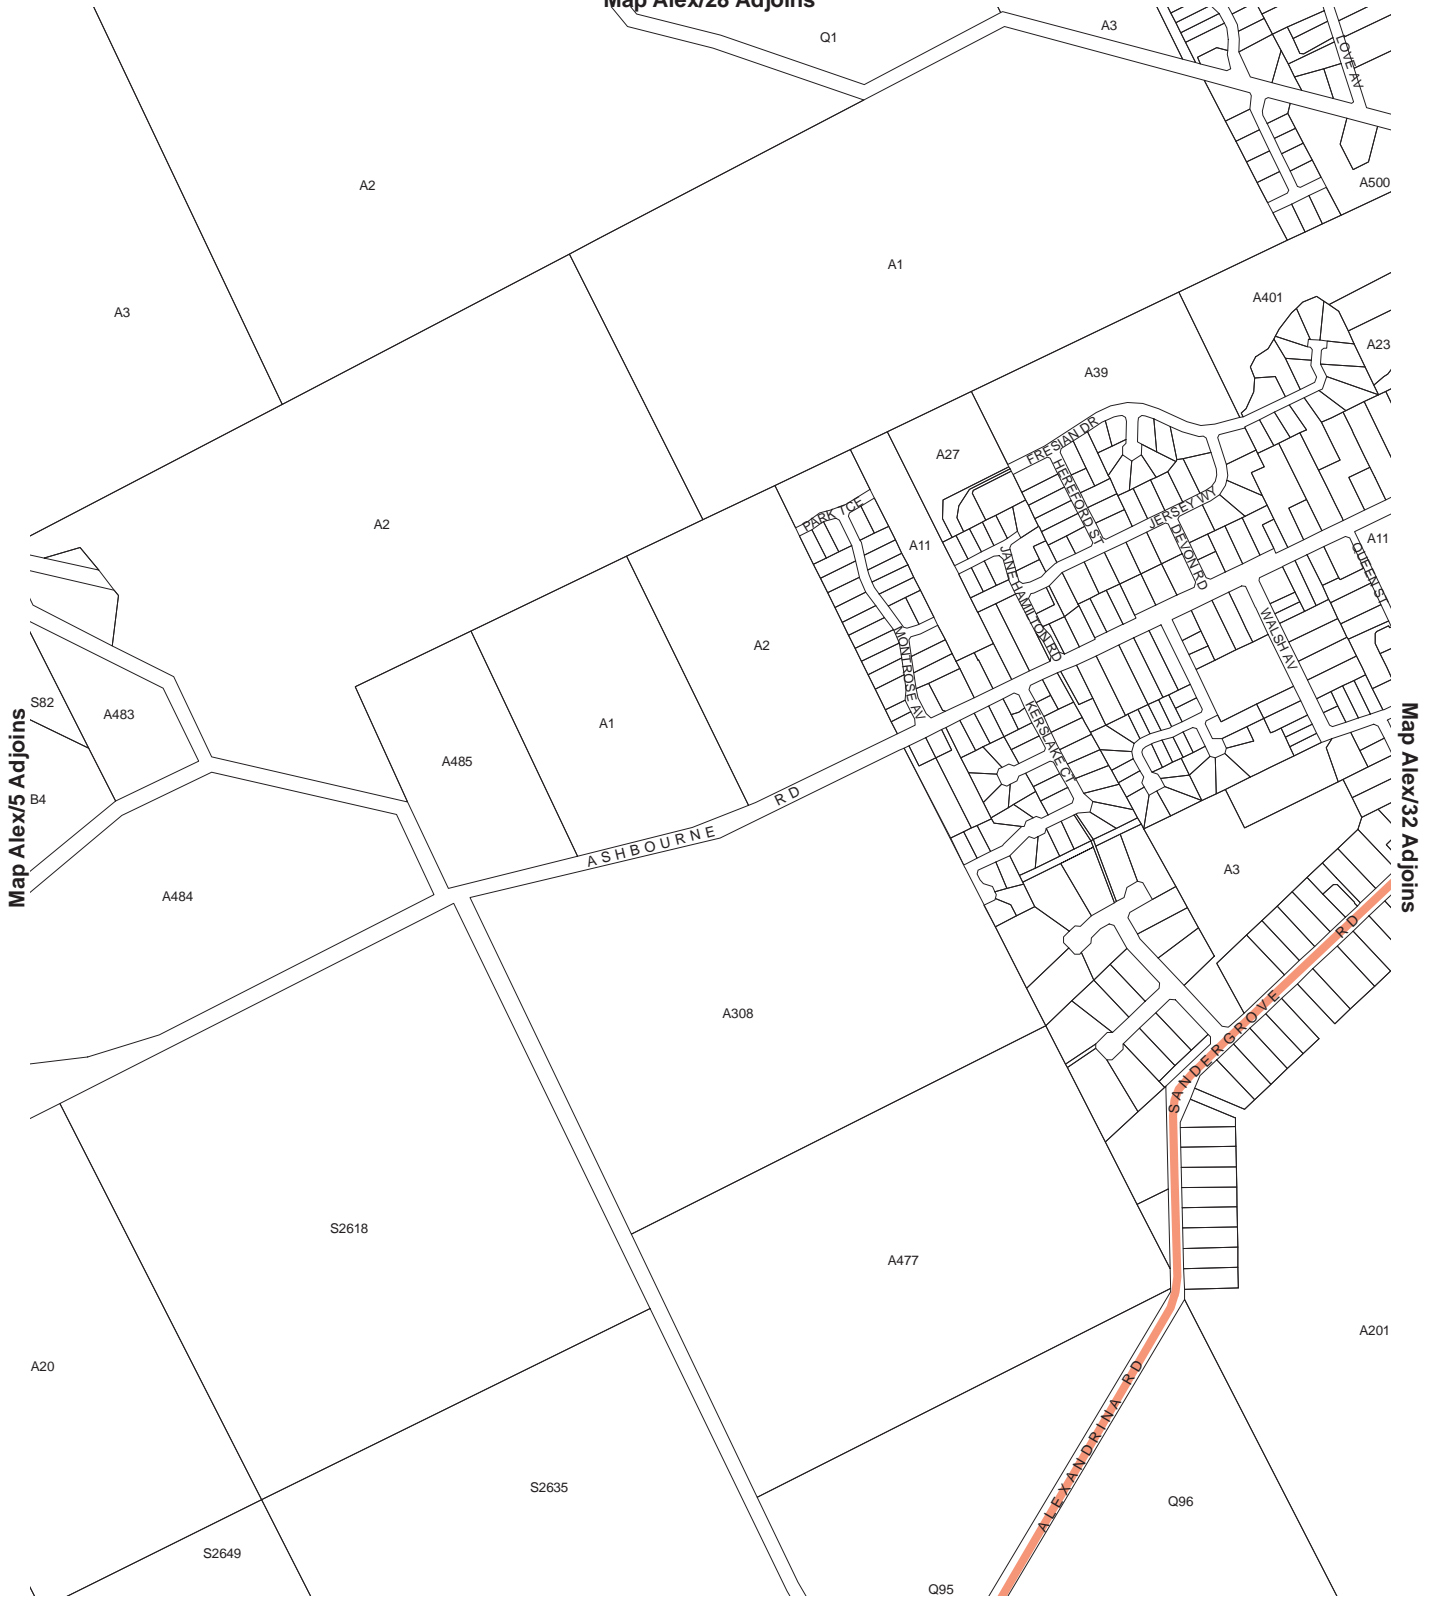 Map Alex/28 Adjoins
Q1
A3
LOVE AV
A2
A500
A1
A3
A401
A23
A39
FRESIAN DR
A27
HEREFORD ST
PARK TCE
JERSEY WY
A2
A11
DEVON RD
A11
JANE HAMILTON RD
QUEEN ST
WALSH AV
A2
MONTROSE AV
S82
A483
A1
KERSLAKE CT
A485
Map Alex/5 Adjoins
Map Alex/32 Adjoins
B4
ASHBOURNE RD
A3
A484
SANDERGROVE RD
A308
S2618
A477
A201
A20
ALEXANDRINA RD
S2635
Q96
S2649
Q95